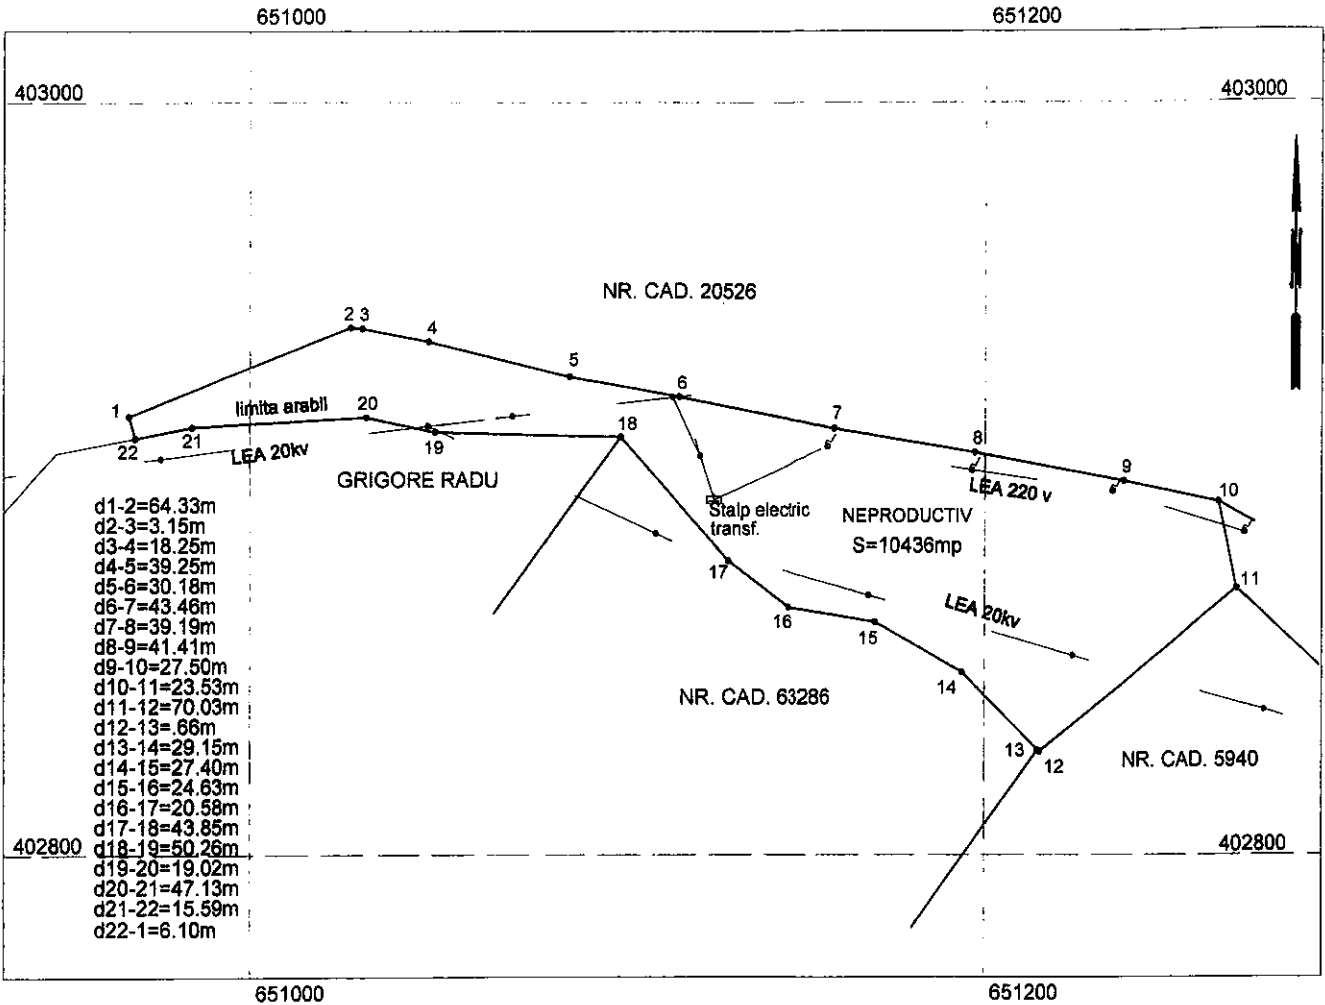 651000
651200
403000
403000
NR. CAD. 20526
2 3
4
5
6
1
limita arabil
20
7
18
8
22
21
19
9
LEA 20kv
GRIGORE RADU
LEA 220 v
10
Stalp electric
transf.
NEPRODUCTIV
S=10436mp
17
11
16
LEA 20kv
15
14
NR. CAD. 63286
13
12
NR. CAD. 5940
d1-2=64.33m
d2-3=3.15m
d3-4=18.25m
d4-5=39.25m
d5-6=30.18m
d6-7=43.46m
d7-8=39.19m
d8-9=41.41m
d9-10=27.50m
d10-11=23.53m
d11-12=70.03m
d12-13=.66m
d13-14=29.15m
d14-15=27.40m
d15-16=24.63m
d16-17=20.58m
d17-18=43.85m
d18-19=50.26m
d19-20=19.02m
d20-21=47.13m
d21-22=15.59m
d22-1=6.10m
402800
402800
651000
651200